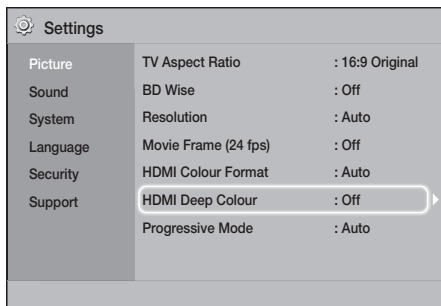 Settings
Picture
Sound
System
Language
Security
Support
TV Aspect Ratio : 16:9 Original
BD Wise : Off
Resolution : Auto
Movie Frame (24 fps) : Off
HDMI Colour Format : Auto
HDMI Deep Colour : Off
Progressive Mode : Auto